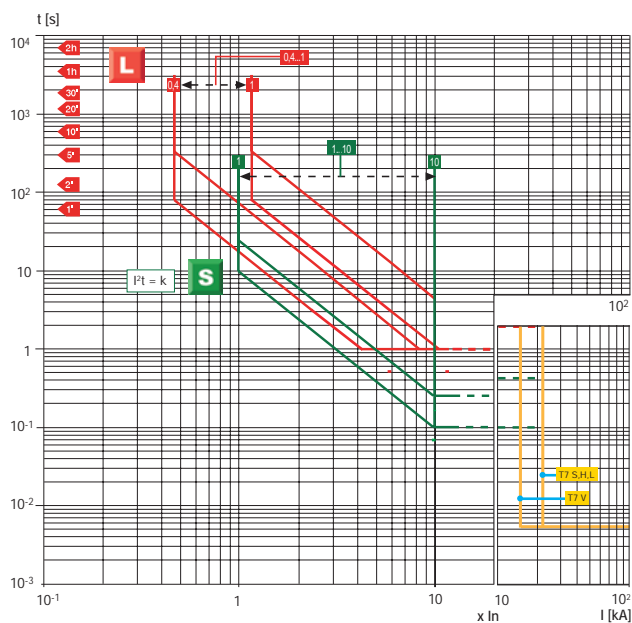 t [s]
10⁴
2h
L
0,4...1
1h
0,4
1
30'
20'
10³
10'
1...10
5'
1
10
2'
10²
1'
I²t = k
S
10
10²
1
10⁻¹
T7 S,H,L
T7 V
10⁻²
10⁻³
10⁻¹
1
10
x In
10
I [kA]
10²